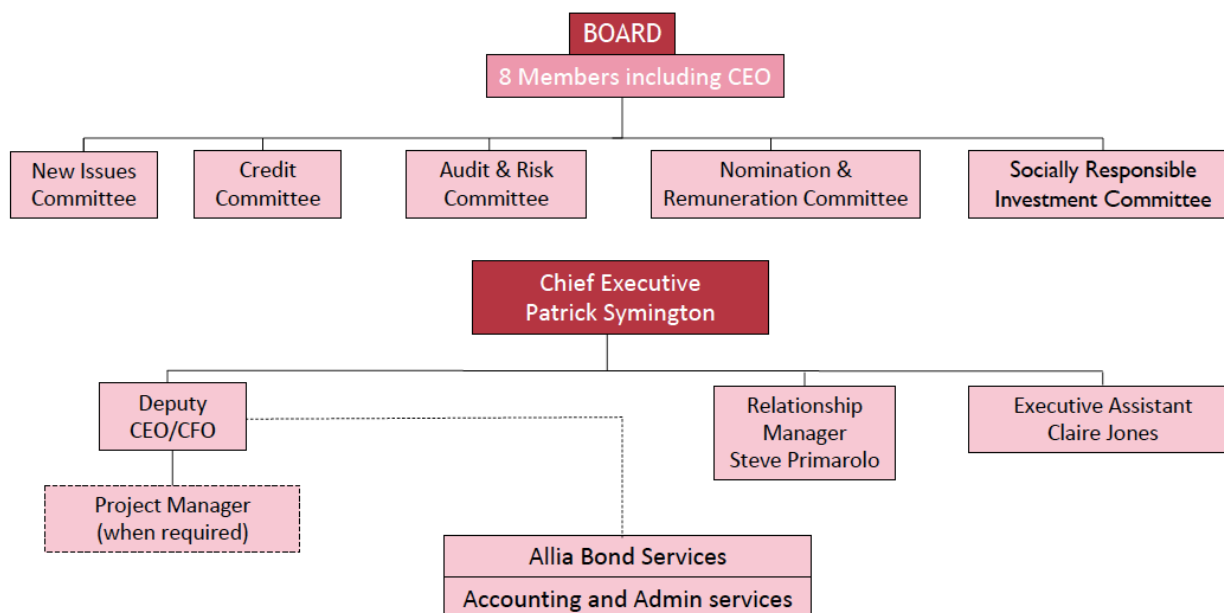 BOARD
8 Members including CEO
New Issues
Committee
Credit
Committee
Audit & Risk
Committee
Nomination &
Remuneration Committee
Socially Responsible
Investment Committee
Chief Executive
Patrick Symington
Deputy
CEO/CFO
Relationship
Manager
Steve Primarolo
Executive Assistant
Claire Jones
Project Manager
(when required)
Allia Bond Services
Accounting and Admin services